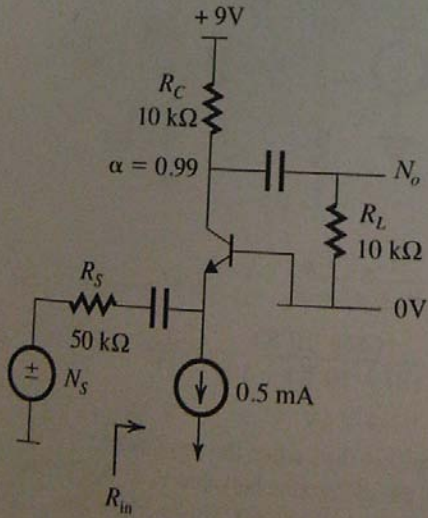 +9V
R_C
10 kΩ
α = 0.99
N_o
R_L
10 kΩ
R_S
0V
50 kΩ
± N_S
0.5 mA
R_in